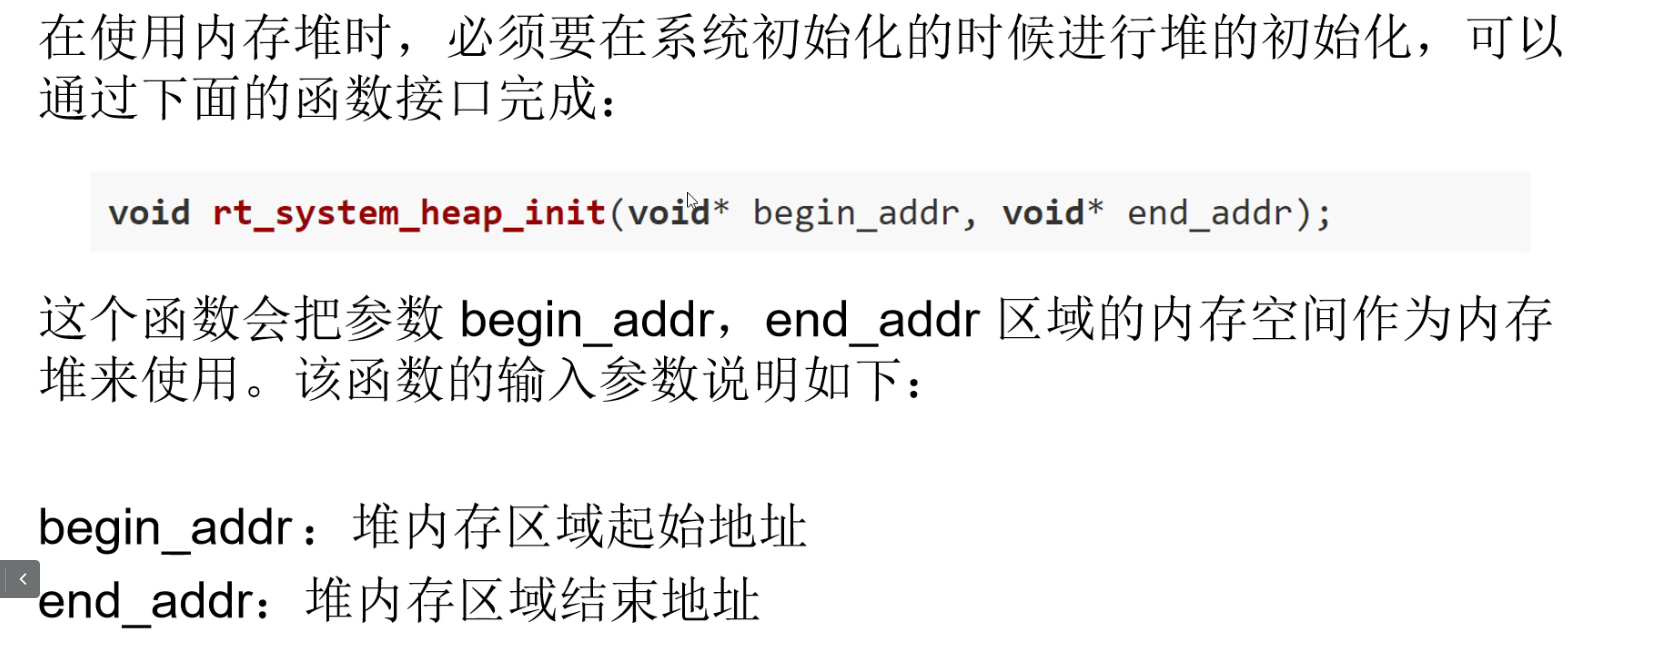 在使用内存堆时，必须要在系统初始化的时候进行堆的初始化，可以
通过下面的函数接口完成：
void rt_system_heap_init(void* begin_addr, void* end_addr);
这个函数会把参数 begin_addr，end_addr 区域的内存空间作为内存
堆来使用。该函数的输入参数说明如下：
begin_addr：堆内存区域起始地址
end_addr：堆内存区域结束地址